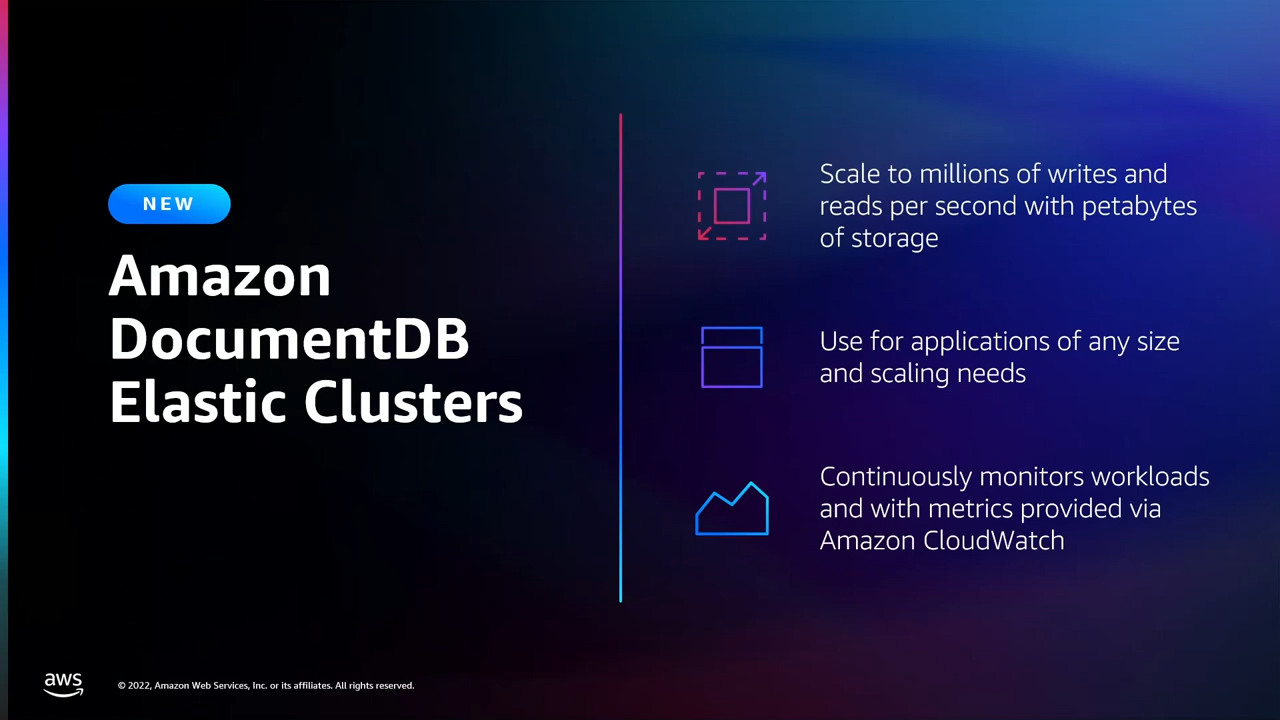 NEW
Amazon
DocumentDB
Elastic Clusters
Scale to millions of writes and
reads per second with petabytes
of storage
Use for applications of any size
and scaling needs
Continuously monitors workloads
and with metrics provided via
Amazon CloudWatch
aws
© 2022, Amazon Web Services, Inc. or its affiliates. All rights reserved.